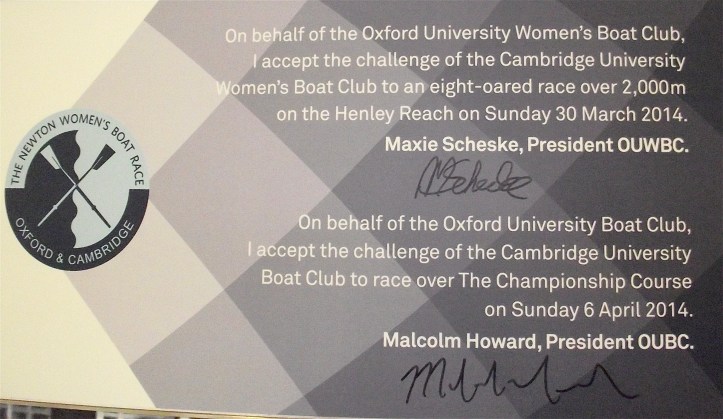 On behalf of the Oxford University Women's Boat Club,
I accept the challenge of the Cambridge University
Women's Boat Club to an eight-oared race over 2,000m
on the Henley Reach on Sunday 30 March 2014.
Maxie Scheske, President OUWBC.
THE NEWTON WOMEN'S BOAT RACE
OXFORD & CAMBRIDGE
On behalf of the Oxford University Boat Club,
I accept the challenge of the Cambridge University
Boat Club to race over The Championship Course
on Sunday 6 April 2014.
Malcolm Howard, President OUBC.